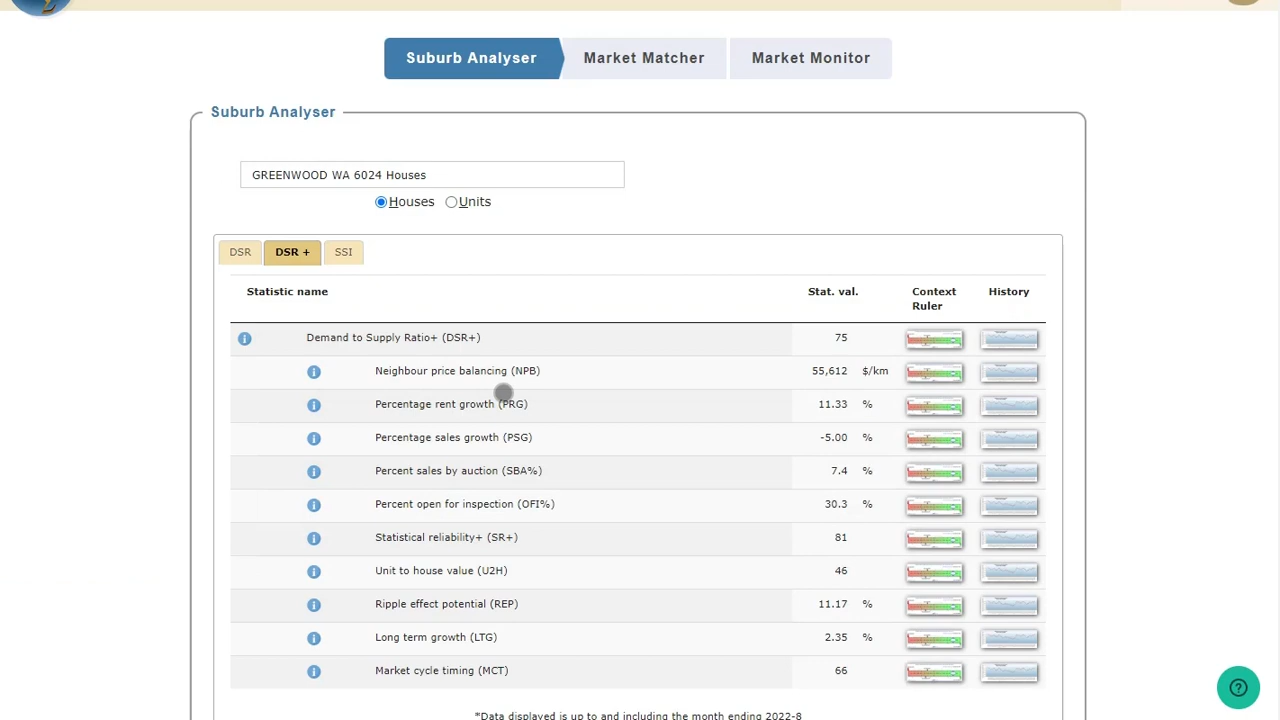 Suburb Analyser
Market Matcher
Market Monitor
Suburb Analyser
GREENWOOD WA 6024 Houses
Houses Units
DSR DSR + SSI
Statistic name Stat. val. Context Ruler History
Demand to Supply Ratio+ (DSR+) 75
Neighbour price balancing (NPB) 55,612 $/km
Percentage rent growth (PRG) 11.33 %
Percentage sales growth (PSG) -5.00 %
Percent sales by auction (SBA%) 7.4 %
Percent open for inspection (OFI%) 30.3 %
Statistical reliability+ (SR+) 81
Unit to house value (U2H) 46
Ripple effect potential (REP) 11.17 %
Long term growth (LTG) 2.35 %
Market cycle timing (MCT) 66
*Data displayed is up to and including the month ending 2022-8